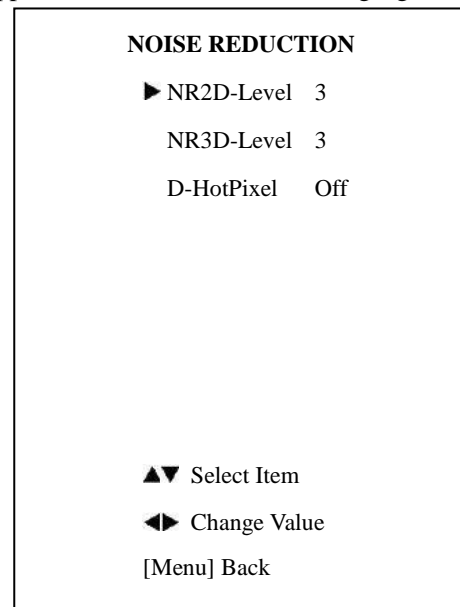 NOISE REDUCTION
▶ NR2D-Level 3
NR3D-Level 3
D-HotPixel Off
▲▼ Select Item
◀▶ Change Value
[Menu] Back